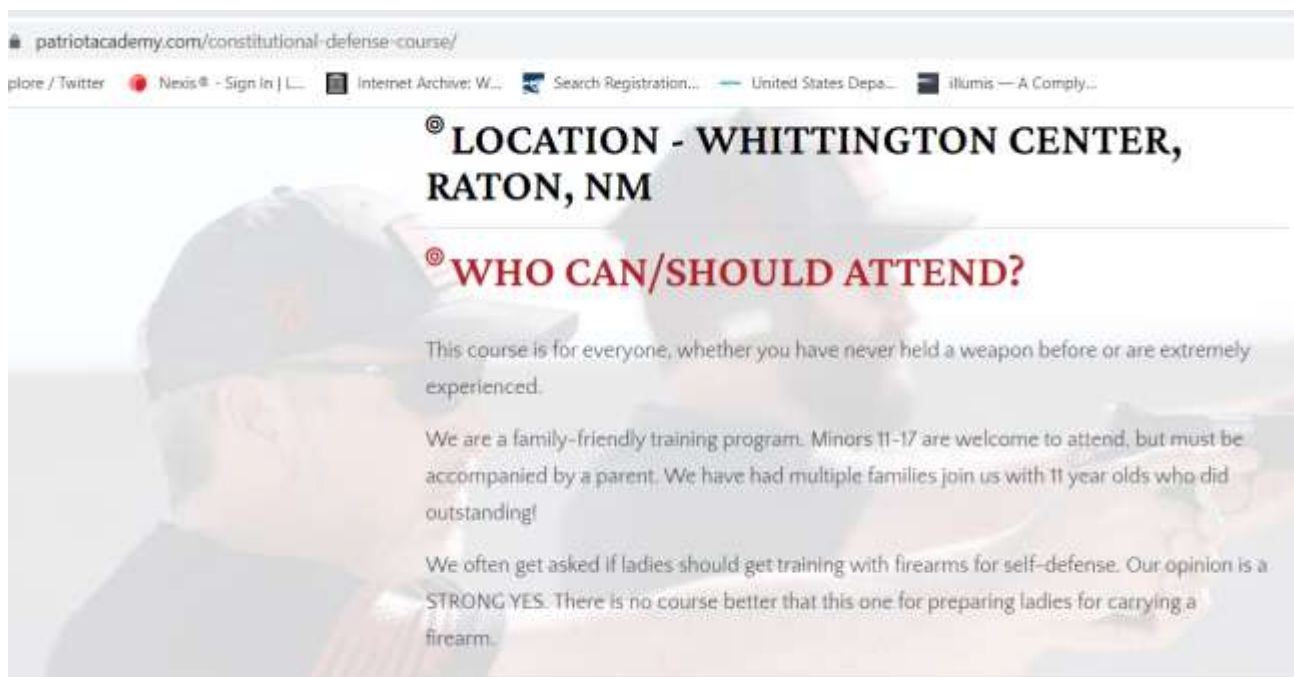 patriotacademy.com/constitutional-defense-course/
plore / Twitter Nexis® - Sign In | L... Internet Archive: W... Search Registration... United States Depa... illumis — A Comply...
LOCATION - WHITTINGTON CENTER,
RATON, NM
WHO CAN/SHOULD ATTEND?
This course is for everyone, whether you have never held a weapon before or are extremely
experienced.
We are a family-friendly training program. Minors 11-17 are welcome to attend, but must be
accompanied by a parent. We have had multiple families join us with 11 year olds who did
outstanding!
We often get asked if ladies should get training with firearms for self-defense. Our opinion is a
STRONG YES. There is no course better that this one for preparing ladies for carrying a
firearm.